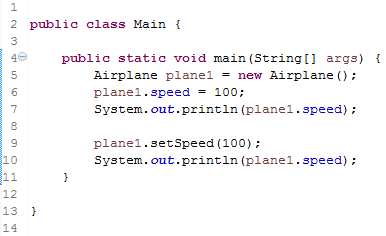 1
2 public class Main {
3
4 public static void main(String[] args) {
5 Airplane plane1 = new Airplane();
6 plane1.speed = 100;
7 System.out.println(plane1.speed);
8
9 plane1.setSpeed(100);
10 System.out.println(plane1.speed);
11 }
12
13 }
14